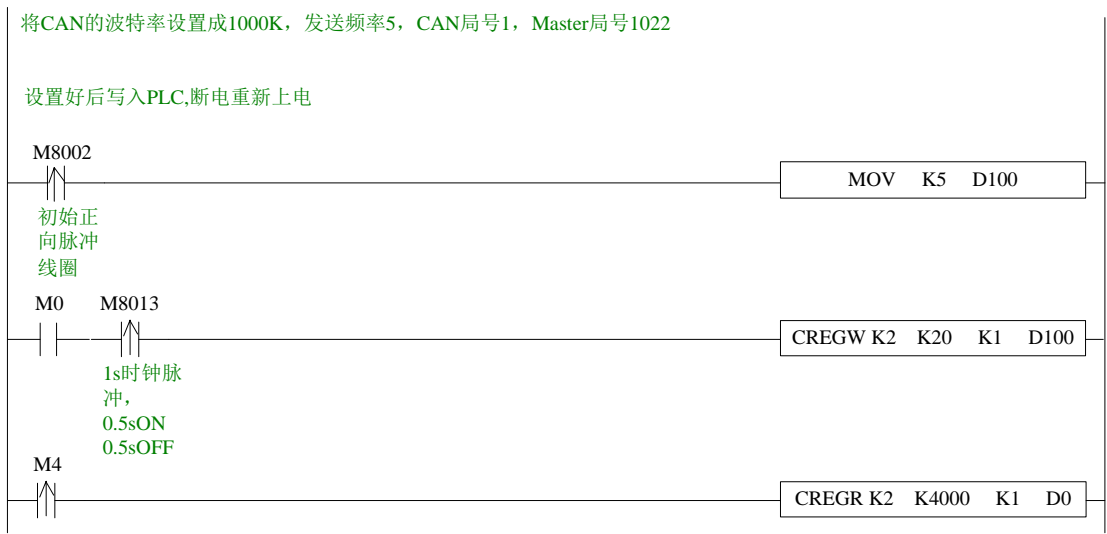 将CAN的波特率设置成1000K，发送频率5，CAN局号1，Master局号1022
设置好后写入PLC,断电重新上电
M8002
MOV K5 D100
初始正
向脉冲
线圈
M0 M8013
CREGW K2 K20 K1 D100
1s时钟脉
冲，
0.5sON
0.5sOFF
M4
CREGR K2 K4000 K1 D0